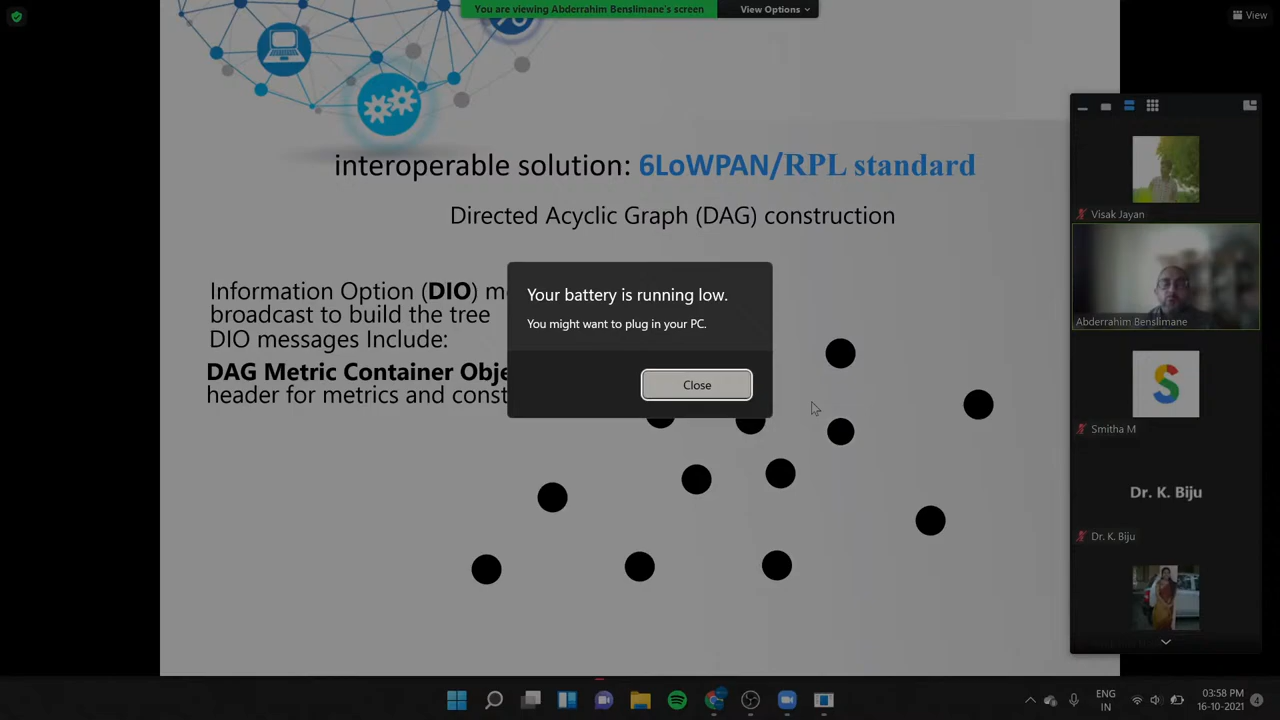 You are viewing Abderrahim Benslimane's screen
View Options
View
interoperable solution: 6LoWPAN/RPL standard
Directed Acyclic Graph (DAG) construction
Information Option (DIO) m
broadcast to build the tree
DIO messages Include:
DAG Metric Container Obje
header for metrics and const
Your battery is running low.
You might want to plug in your PC.
Close
Visak Jayan
Abderrahim Benslimane
S
Smitha M
Dr. K. Biju
Dr. K. Biju
ENG
IN
03:58 PM
16-10-2021
4